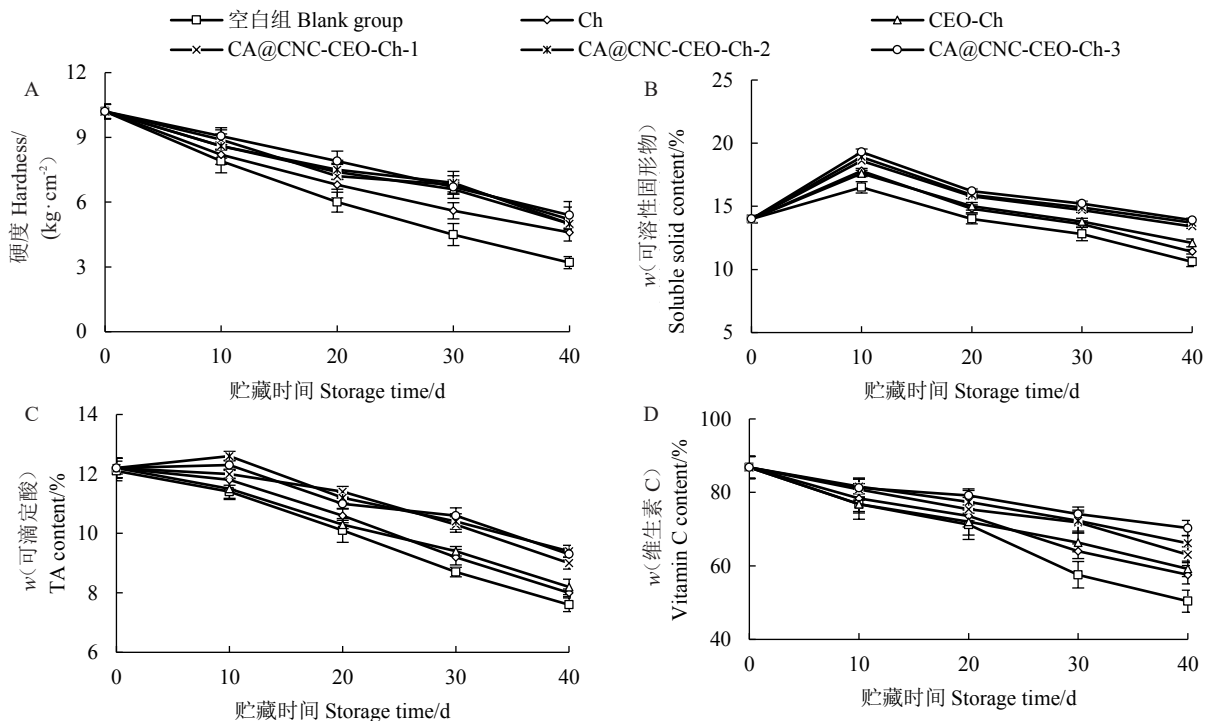 空白组 Blank group
Ch
CEO-Ch
CA@CNC-CEO-Ch-1
CA@CNC-CEO-Ch-2
CA@CNC-CEO-Ch-3
A
硬度 Hardness/
(kg·cm⁻²)
12
9
6
3
0
0 10 20 30 40
贮藏时间 Storage time/d
B
w(可溶性固形物)
Soluble solid content/%
25
20
15
10
5
0 10 20 30 40
贮藏时间 Storage time/d
C
w(可滴定酸)
TA content/%
14
12
10
8
6
0 10 20 30 40
贮藏时间 Storage time/d
D
w(维生素 C)
Vitamin C content/%
100
80
60
40
0 10 20 30 40
贮藏时间 Storage time/d